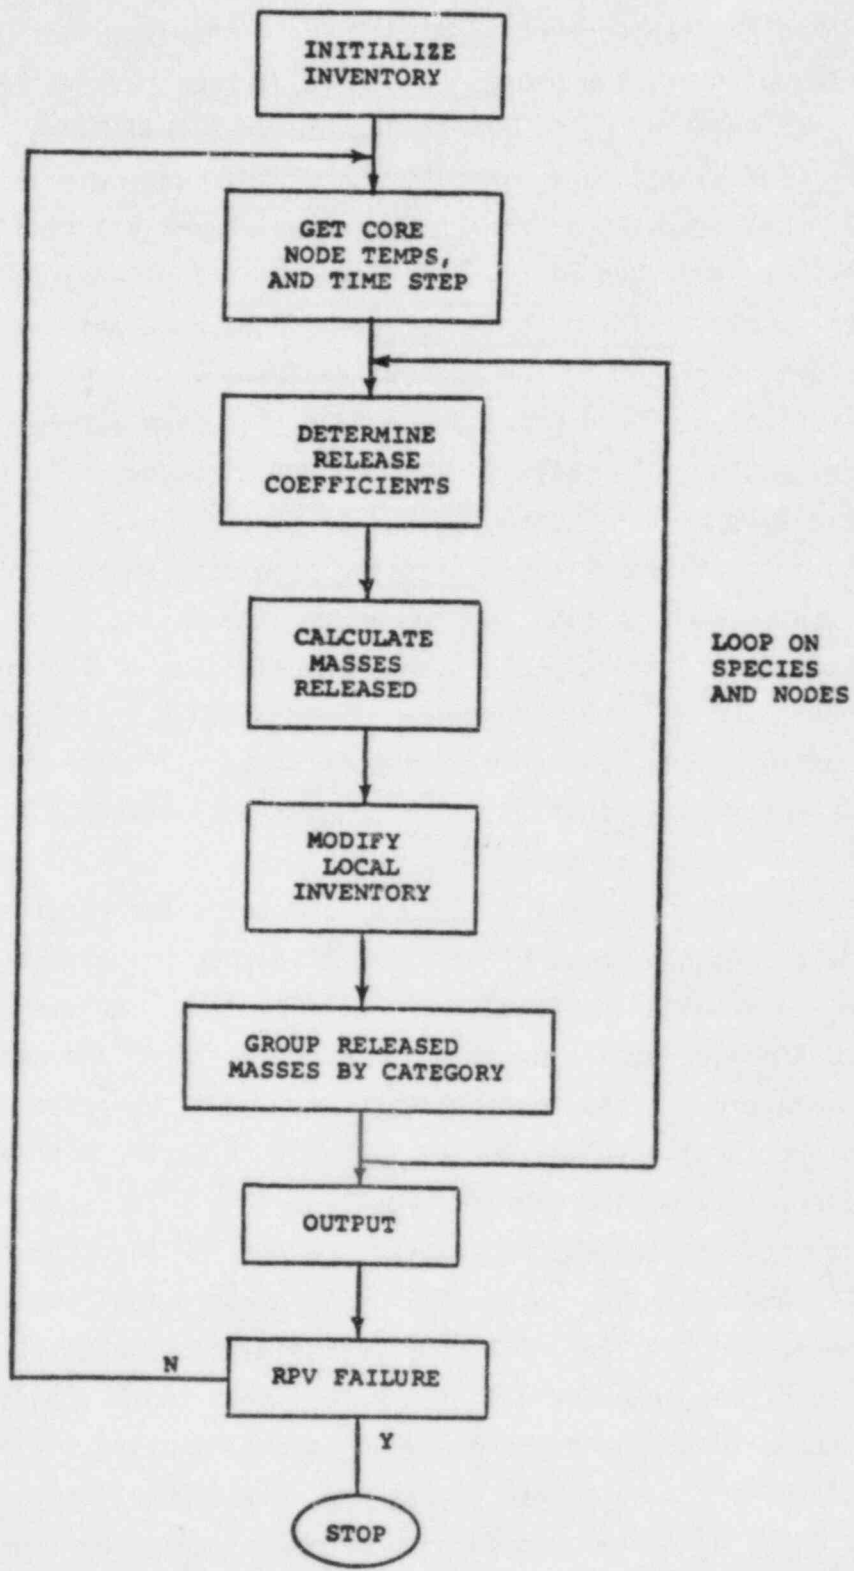 INITIALIZE
INVENTORY
GET CORE
NODE TEMPS,
AND TIME STEP
DETERMINE
RELEASE
COEFFICIENTS
CALCULATE
MASSES
RELEASED
LOOP ON
SPECIES
AND NODES
MODIFY
LOCAL
INVENTORY
GROUP RELEASED
MASSES BY CATEGORY
OUTPUT
N
RPV FAILURE
Y
STOP